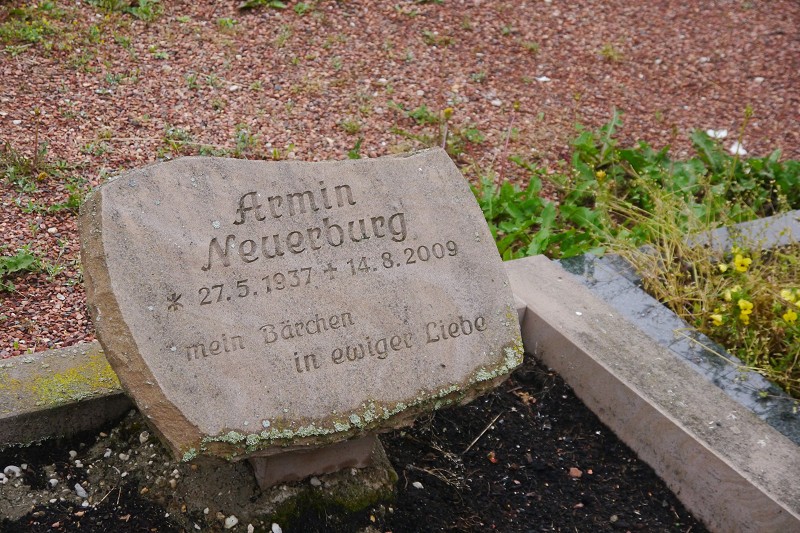 Armin
Neuerburg
* 27.5.1937 + 14.8.2009
mein Bärchen
in ewiger Liebe